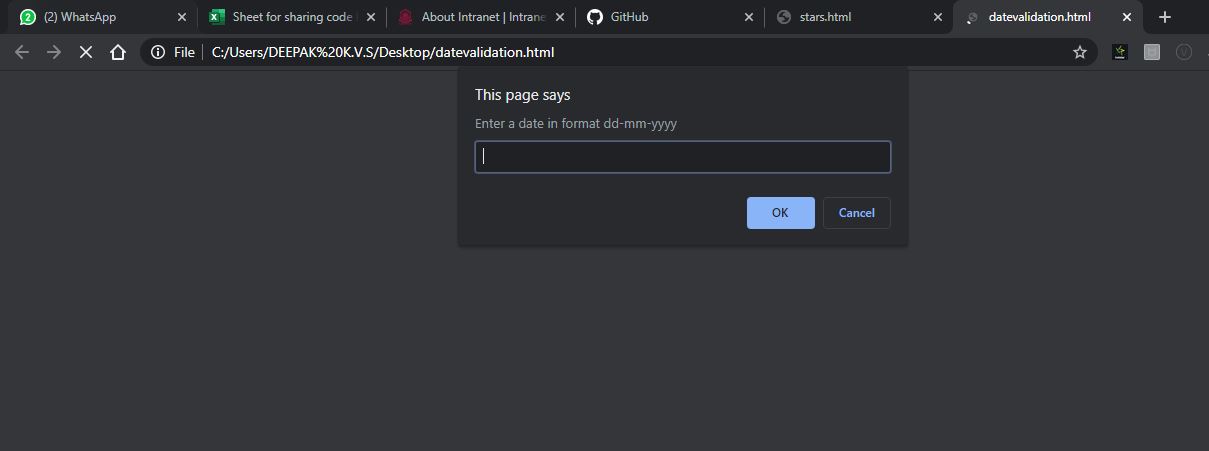 (2) WhatsApp
Sheet for sharing code
About Intranet | Intrane
GitHub
stars.html
datevalidation.html
File
C:/Users/DEEPAK%20K.V.S/Desktop/datevalidation.html
This page says
Enter a date in format dd-mm-yyyy
OK
Cancel